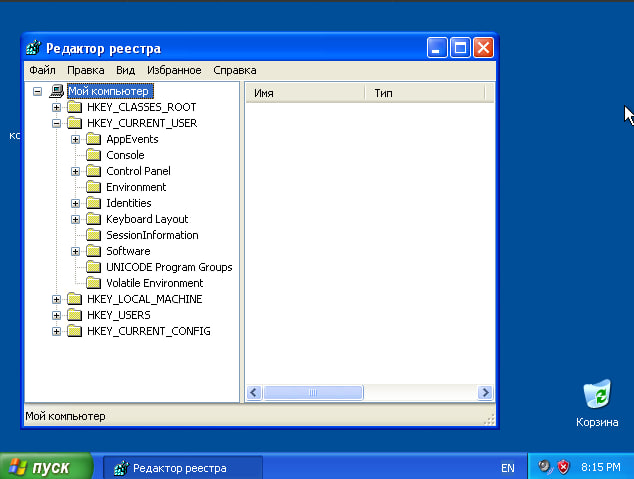 Редактор реестра
Файл Правка Вид Избранное Справка
Мой компьютер
HKEY_CLASSES_ROOT
HKEY_CURRENT_USER
AppEvents
Console
Control Panel
Environment
Identities
Keyboard Layout
SessionInformation
Software
UNICODE Program Groups
Volatile Environment
HKEY_LOCAL_MACHINE
HKEY_USERS
HKEY_CURRENT_CONFIG
Имя Тип
Мой компьютер
ко
Корзина
пуск Редактор реестра EN 8:15 PM